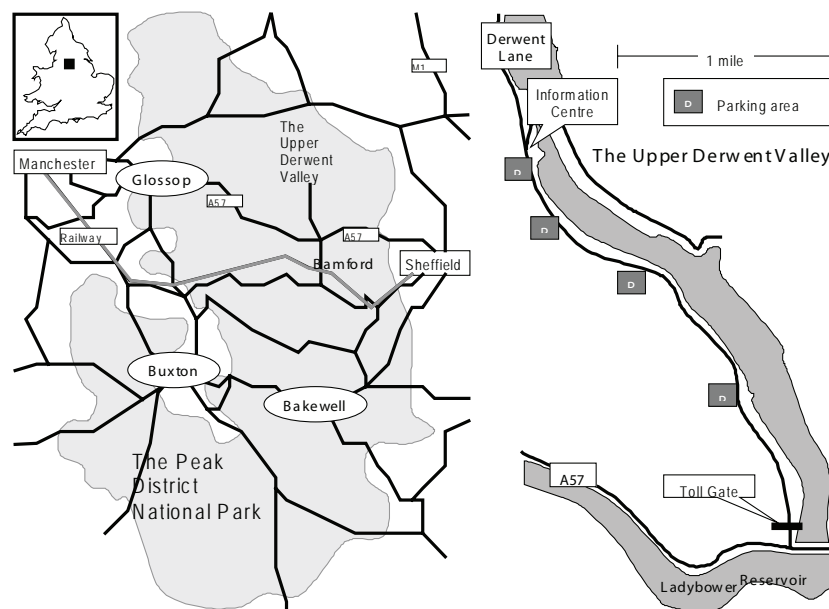 M1
The
Upper
Derwent
Valley
Manchester
Glossop
A57
Railway
A57
Bamford
Sheffield
Buxton
Bakewell
The Peak
District
National Park
Derwent
Lane
1 mile
Information
Centre
D
Parking area
The Upper Derwent Valley
D
D
D
D
A57
Toll Gate
Ladybower Reservoir